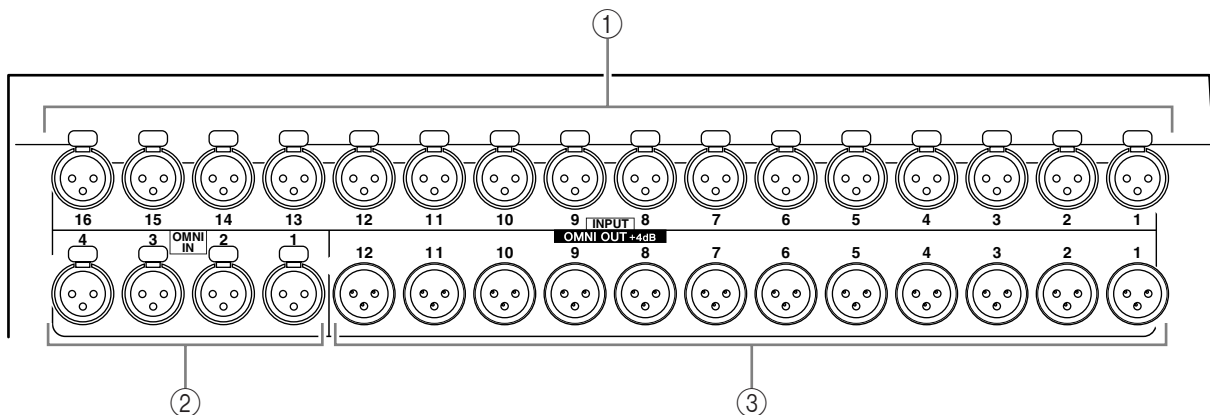 ①
16 15 14 13 12 11 10 9 8 7 6 5 4 3 2 1
INPUT
OMNI OUT +4dB
4 3 OMNI IN 2 1 12 11 10 9 8 7 6 5 4 3 2 1
② ③